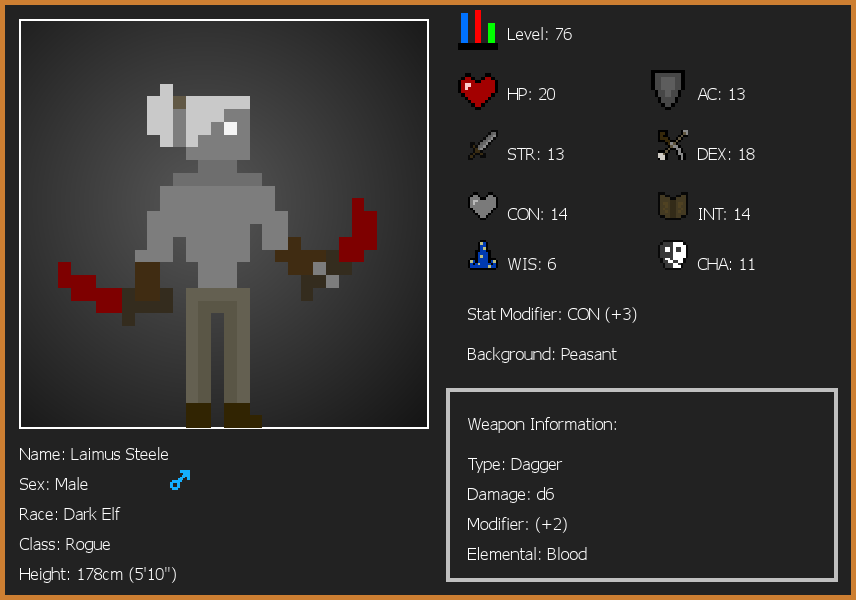 Level: 76
HP: 20
AC: 13
STR: 13
DEX: 18
CON: 14
INT: 14
WIS: 6
CHA: 11
Stat Modifier: CON (+3)
Background: Peasant
Weapon Information:
Type: Dagger
Damage: d6
Modifier: (+2)
Elemental: Blood
Name: Laimus Steele
Sex: Male
Race: Dark Elf
Class: Rogue
Height: 178cm (5'10")